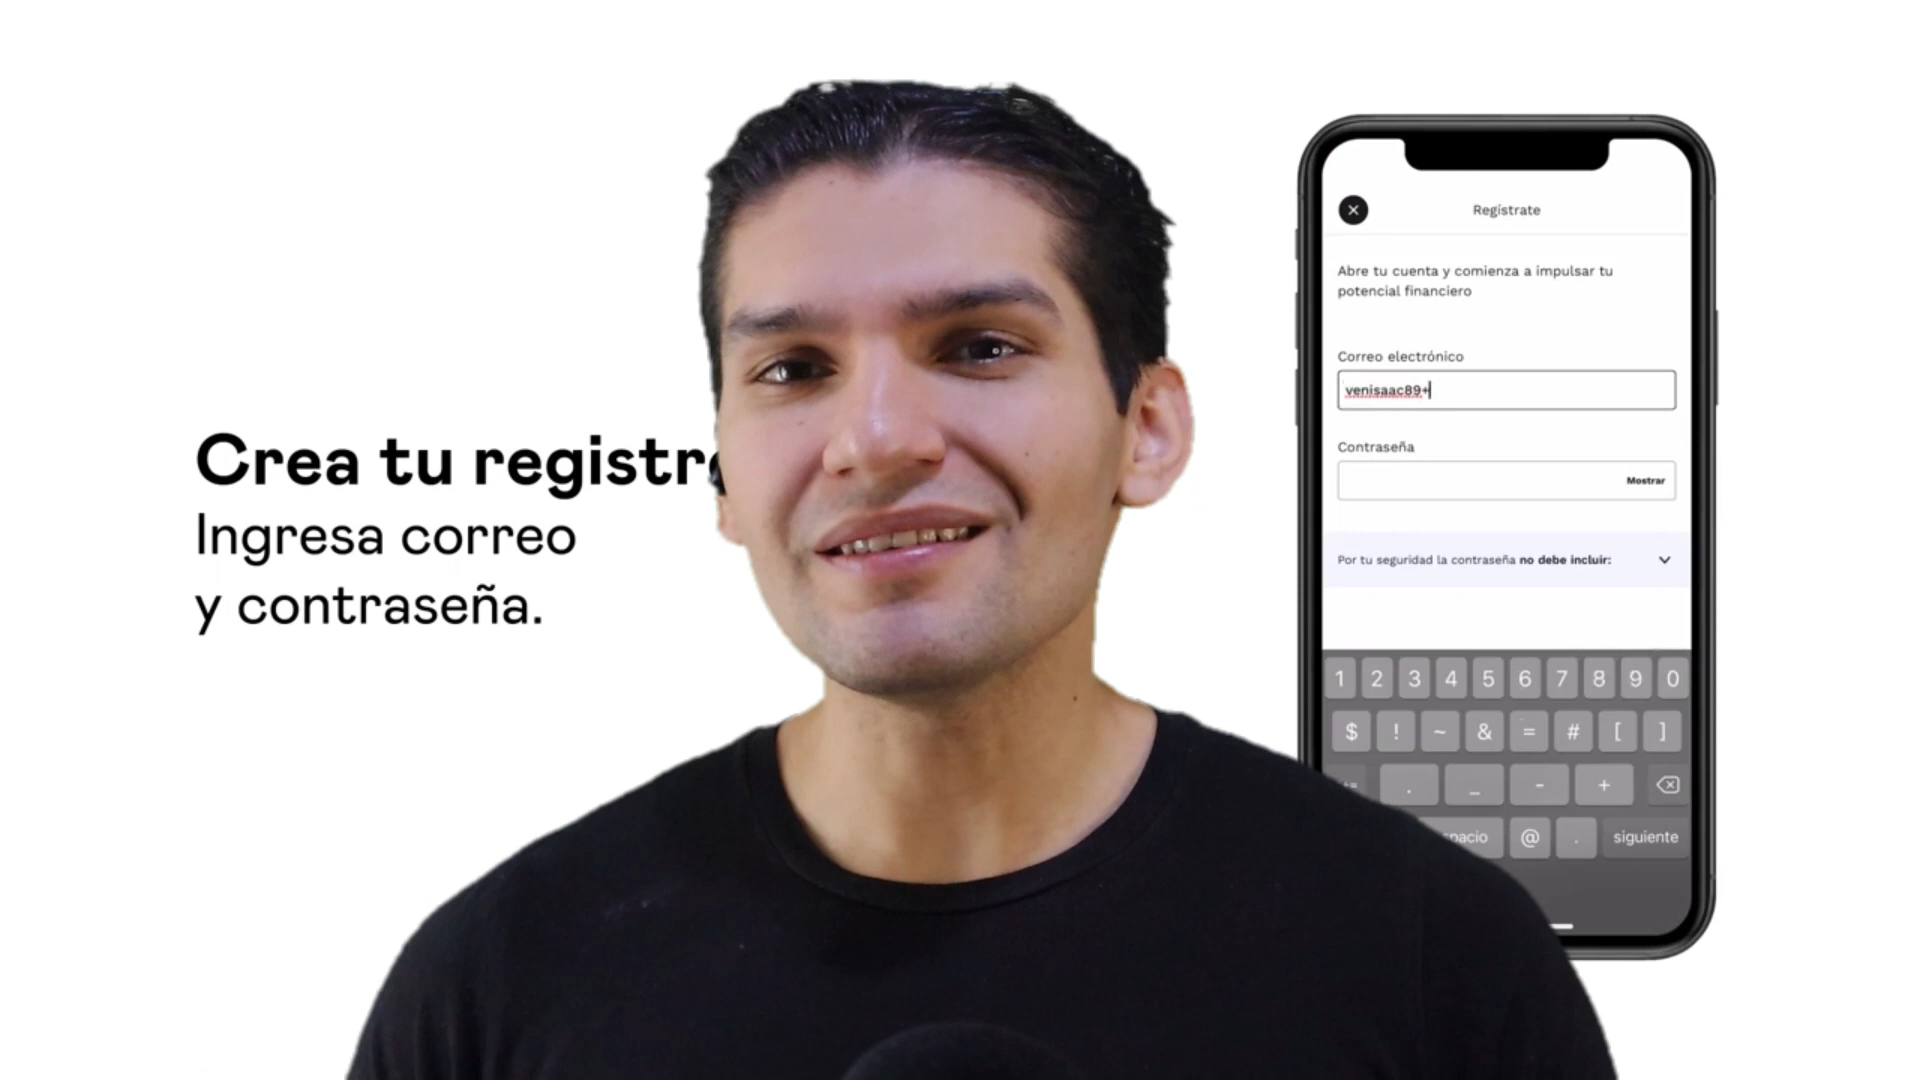 Crea tu registro
Ingresa correo
y contraseña.
Regístrate
Abre tu cuenta y comienza a impulsar tu
potencial financiero
Correo electrónico
venisaac89+
Contraseña
Mostrar
Por tu seguridad la contraseña no debe incluir:
1 2 3 4 5 6 7 8 9 0
$ ! ~ & = # [ ]
. _ - +
@ . siguiente